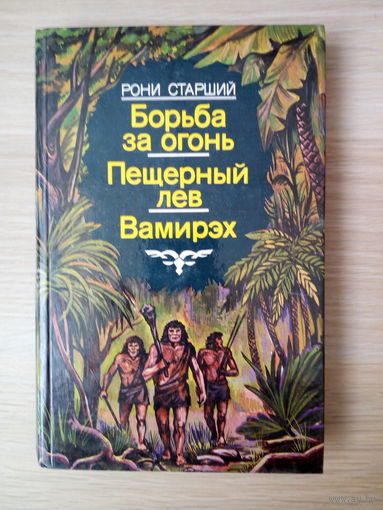 РОНИ СТАРШИЙ
Борьба
за огонь
Пещерный
лев
Вамирэх